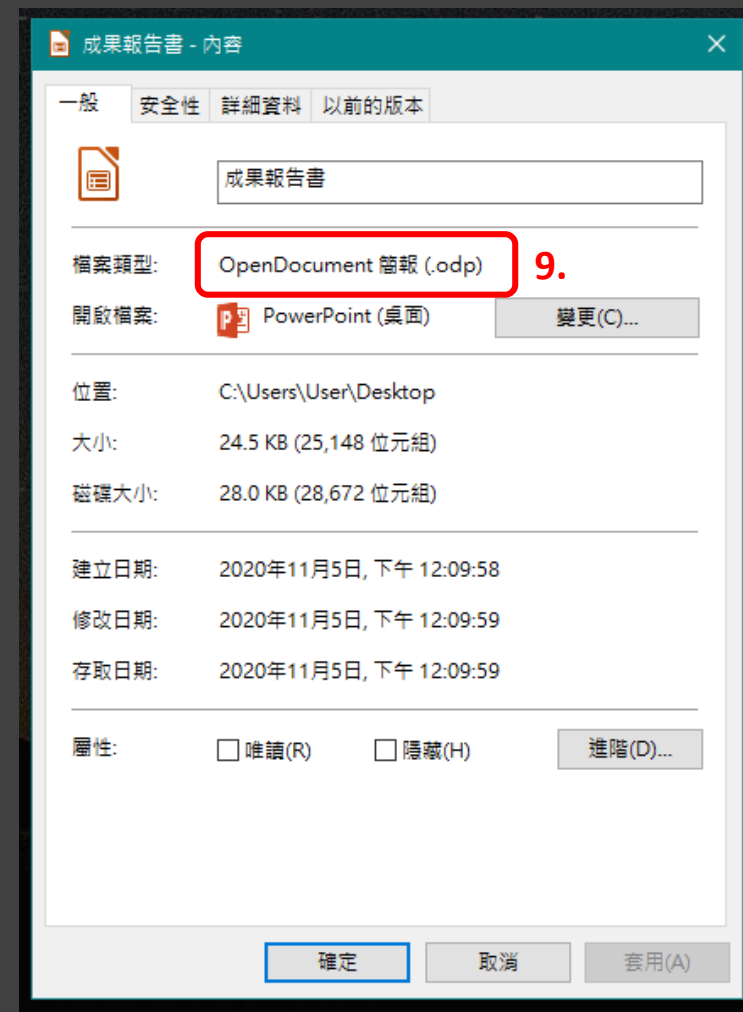 成果報告書 - 內容
一般 安全性 詳細資料 以前的版本
成果報告書
檔案類型: OpenDocument 簡報 (.odp) 9.
開啟檔案: PowerPoint (桌面) 變更(C)...
位置: C:\Users\User\Desktop
大小: 24.5 KB (25,148 位元組)
磁碟大小: 28.0 KB (28,672 位元組)
建立日期: 2020年11月5日, 下午 12:09:58
修改日期: 2020年11月5日, 下午 12:09:59
存取日期: 2020年11月5日, 下午 12:09:59
屬性: 唯讀(R) 隱藏(H) 進階(D)...
確定 取消 套用(A)